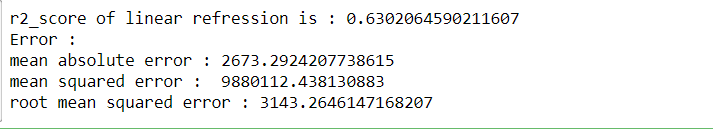 r2_score of linear refression is : 0.6302064590211607
Error :
mean absolute error : 2673.2924207738615
mean squared error :  9880112.438130883
root mean squared error : 3143.2646147168207